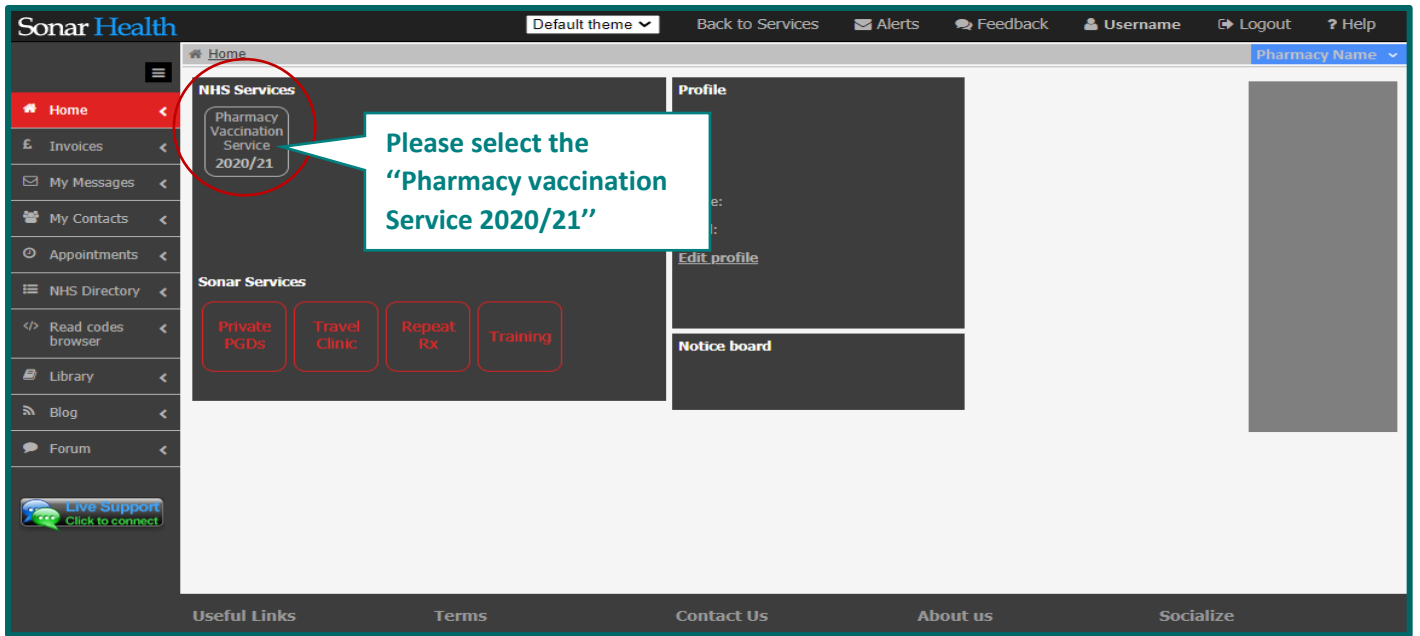 Sonar Health
Default theme
Back to Services
Alerts
Feedback
Username
Logout
? Help
Home
Pharmacy Name
Home
£ Invoices
My Messages
My Contacts
Appointments
NHS Directory
</> Read codes
browser
Library
Blog
Forum
Live Support
Click to connect
NHS Services
Pharmacy
Vaccination
Service
2020/21
Please select the
‘‘Pharmacy vaccination
Service 2020/21’’
Sonar Services
Private
PGDs
Travel
Clinic
Repeat
Rx
Training
Profile
Edit profile
Notice board
Useful Links
Terms
Contact Us
About us
Socialize